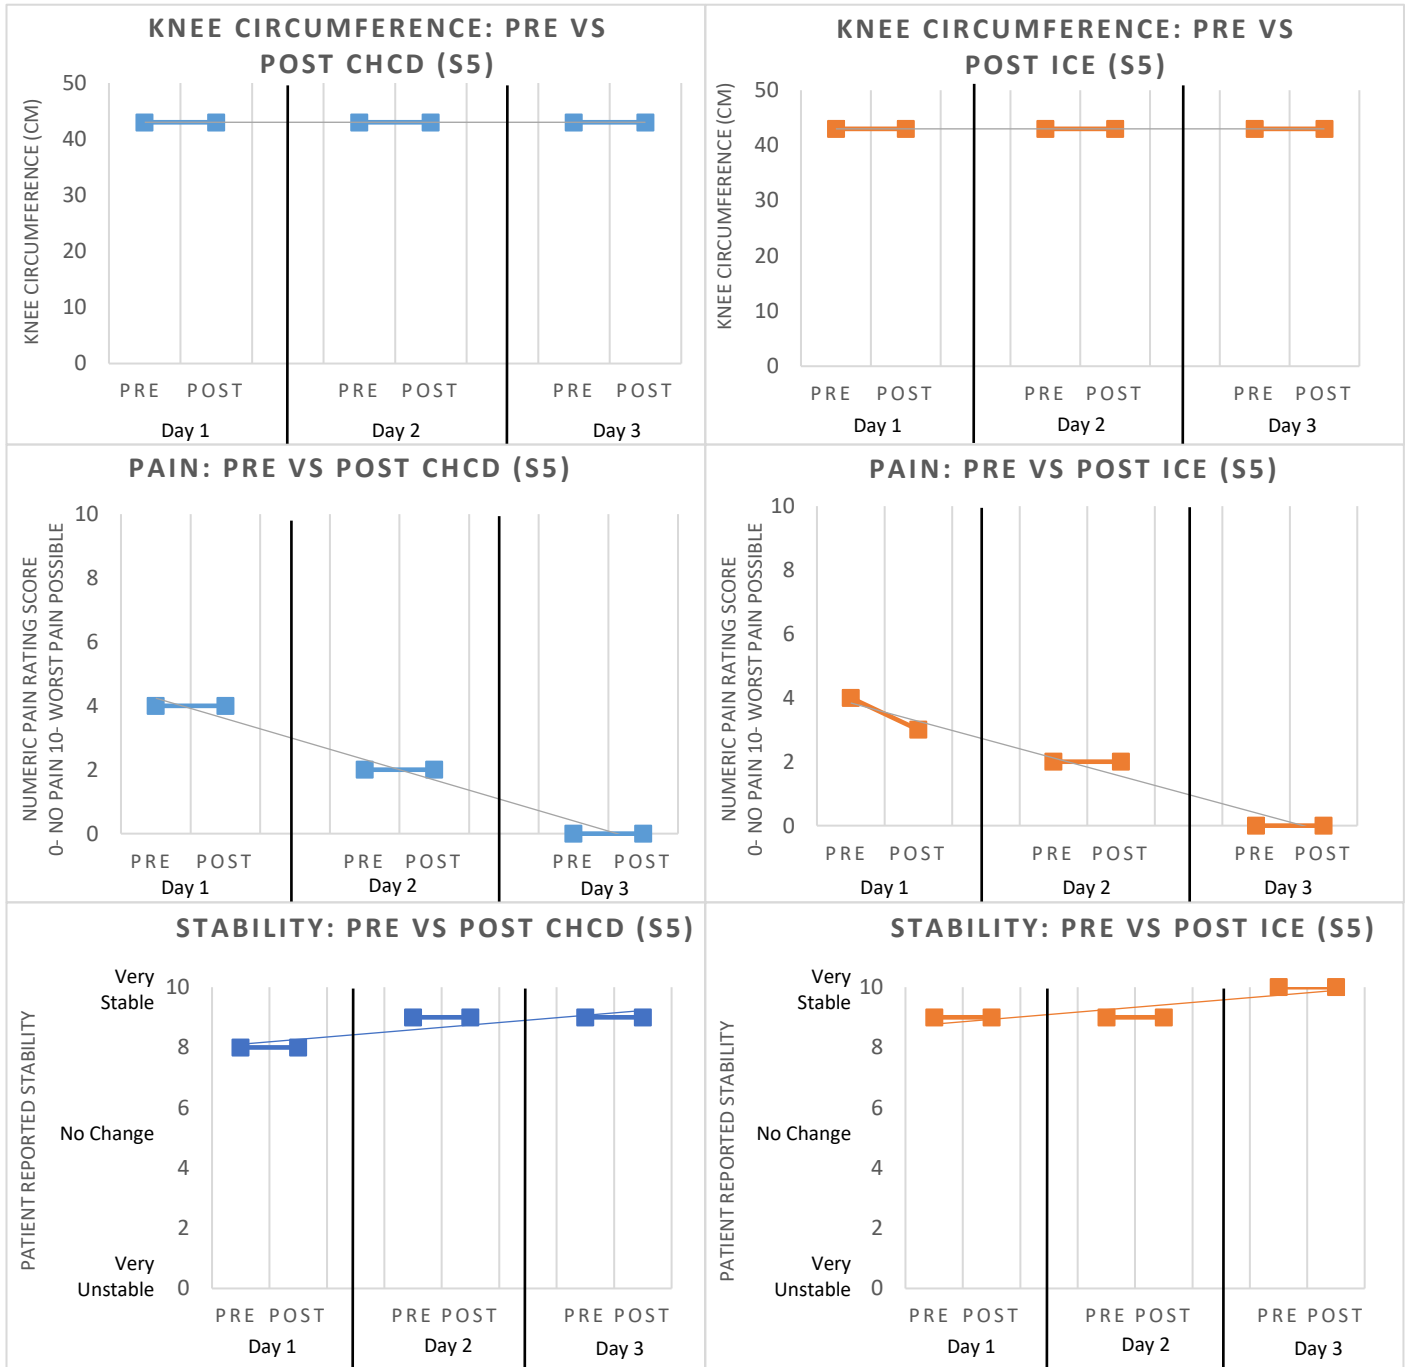 KNEE CIRCUMFERENCE: PRE VS
POST CHCD (S5)
KNEE CIRCUMFERENCE (CM)
50
40
30
20
10
0
PRE POST PRE POST PRE POST
Day 1 Day 2 Day 3
KNEE CIRCUMFERENCE: PRE VS
POST ICE (S5)
KNEE CIRCUMFERENCE (CM)
50
40
30
20
10
0
PRE POST PRE POST PRE POST
Day 1 Day 2 Day 3
PAIN: PRE VS POST CHCD (S5)
NUMERIC PAIN RATING SCORE
0- NO PAIN 10- WORST PAIN POSSIBLE
10
8
6
4
2
0
PRE POST PRE POST PRE POST
Day 1 Day 2 Day 3
PAIN: PRE VS POST ICE (S5)
NUMERIC PAIN RATING SCORE
0- NO PAIN 10- WORST PAIN POSSIBLE
10
8
6
4
2
0
PRE POST PRE POST PRE POST
Day 1 Day 2 Day 3
STABILITY: PRE VS POST CHCD (S5)
PATIENT REPORTED STABILITY
Very
Stable
No Change
Very
Unstable
10
8
6
4
2
0
PRE POST PRE POST PRE POST
Day 1 Day 2 Day 3
STABILITY: PRE VS POST ICE (S5)
PATIENT REPORTED STABILITY
Very
Stable
No Change
Very
Unstable
10
8
6
4
2
0
PRE POST PRE POST PRE POST
Day 1 Day 2 Day 3